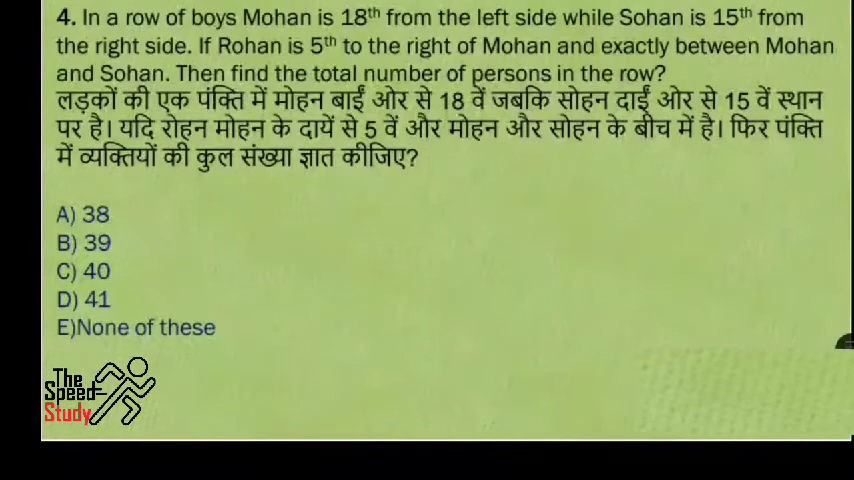 4. In a row of boys Mohan is 18th from the left side while Sohan is 15th from
the right side. If Rohan is 5th to the right of Mohan and exactly between Mohan
and Sohan. Then find the total number of persons in the row?
लड़कों की एक पंक्ति में मोहन बाईं ओर से 18 वें जबकि सोहन दाईं ओर से 15 वें स्थान
पर है। यदि रोहन मोहन के दायें से 5 वें और मोहन और सोहन के बीच में है। फिर पंक्ति
में व्यक्तियों की कुल संख्या ज्ञात कीजिए?
A) 38
B) 39
C) 40
D) 41
E)None of these
The
Speed
Study